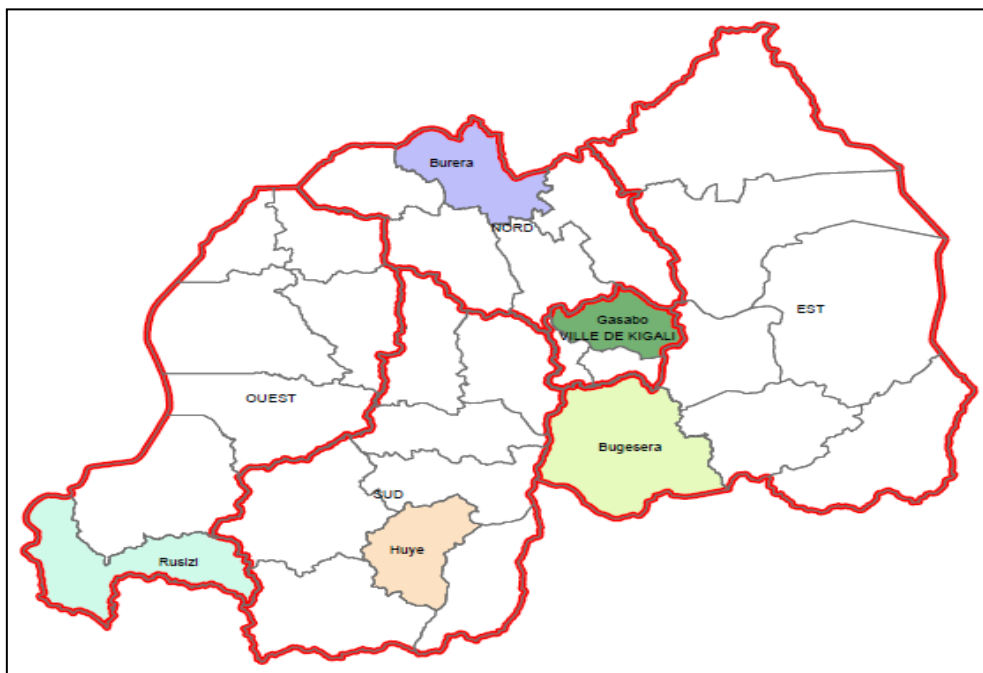 Burera
NORD
EST
Gasabo
VILLE DE KIGALI
OUEST
Bugesera
SUD
Huye
Rusizi